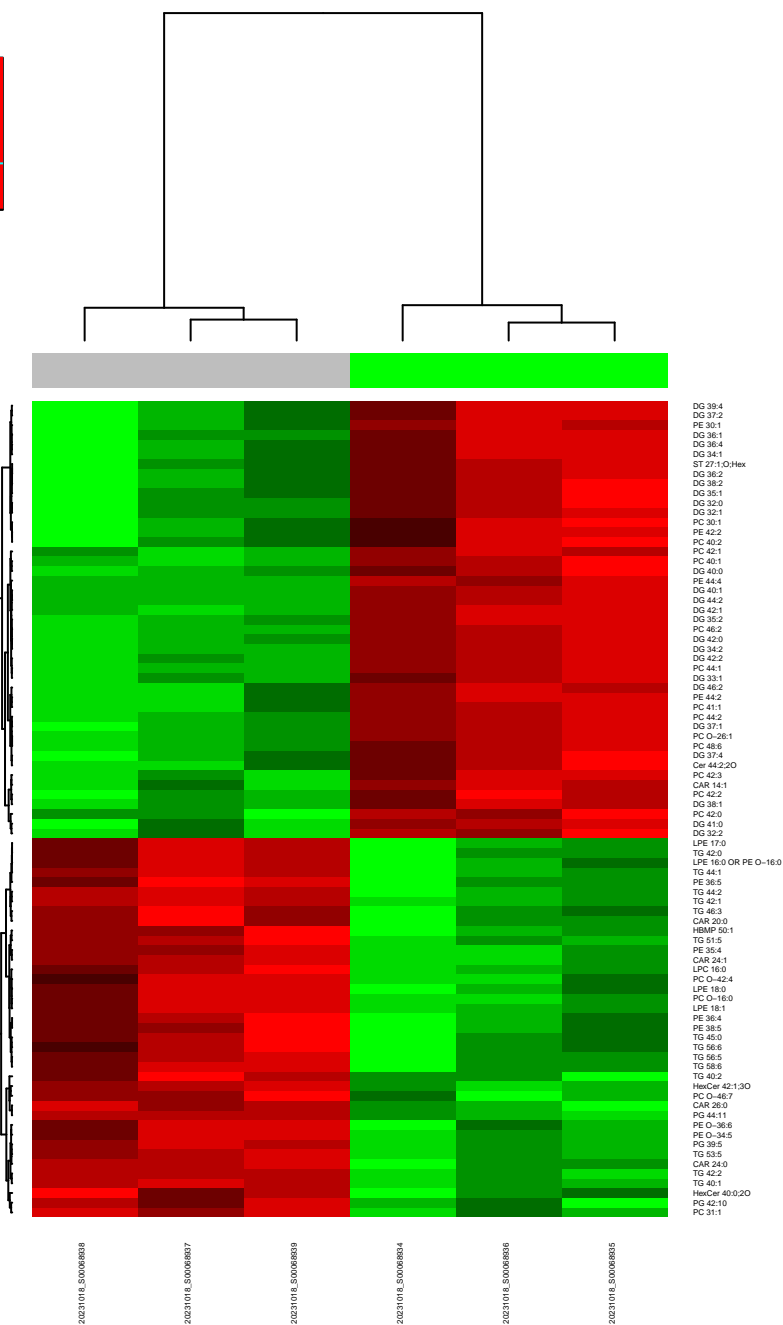 DG 39:4
DG 37:2
PE 30:1
DG 36:1
DG 36:4
DG 34:1
ST 27:1;O;Hex
DG 36:2
DG 38:2
DG 35:1
DG 32:0
DG 32:1
PC 30:1
PE 42:2
PC 40:2
PC 42:1
PC 40:1
DG 40:0
PE 44:4
DG 40:1
DG 44:2
DG 42:1
DG 35:2
PC 46:2
DG 42:0
DG 34:2
DG 42:2
PC 44:1
DG 33:1
DG 46:2
PE 44:2
PC 41:1
PC 44:2
DG 37:1
PC O−26:1
PC 48:6
DG 37:4
Cer 44:2;2O
PC 42:3
CAR 14:1
PC 42:2
DG 38:1
PC 42:0
DG 41:0
DG 32:2
LPE 17:0
TG 42:0
LPE 16:0 OR PE O−16:0
TG 44:1
PE 36:5
TG 44:2
TG 42:1
TG 46:3
CAR 20:0
HBMP 50:1
TG 51:5
PE 35:4
CAR 24:1
LPC 16:0
PC O−42:4
LPE 18:0
PC O−16:0
LPE 18:1
PE 36:4
PE 38:5
TG 45:0
TG 56:6
TG 56:5
TG 58:6
TG 40:2
HexCer 42:1;3O
PC O−46:7
CAR 26:0
PG 44:11
PE O−36:6
PE O−34:5
PG 39:5
TG 53:5
CAR 24:0
TG 42:2
TG 40:1
HexCer 40:0;2O
PG 42:10
PC 31:1
20231018_S00068938
20231018_S00068937
20231018_S00068939
20231018_S00068934
20231018_S00068936
20231018_S00068935